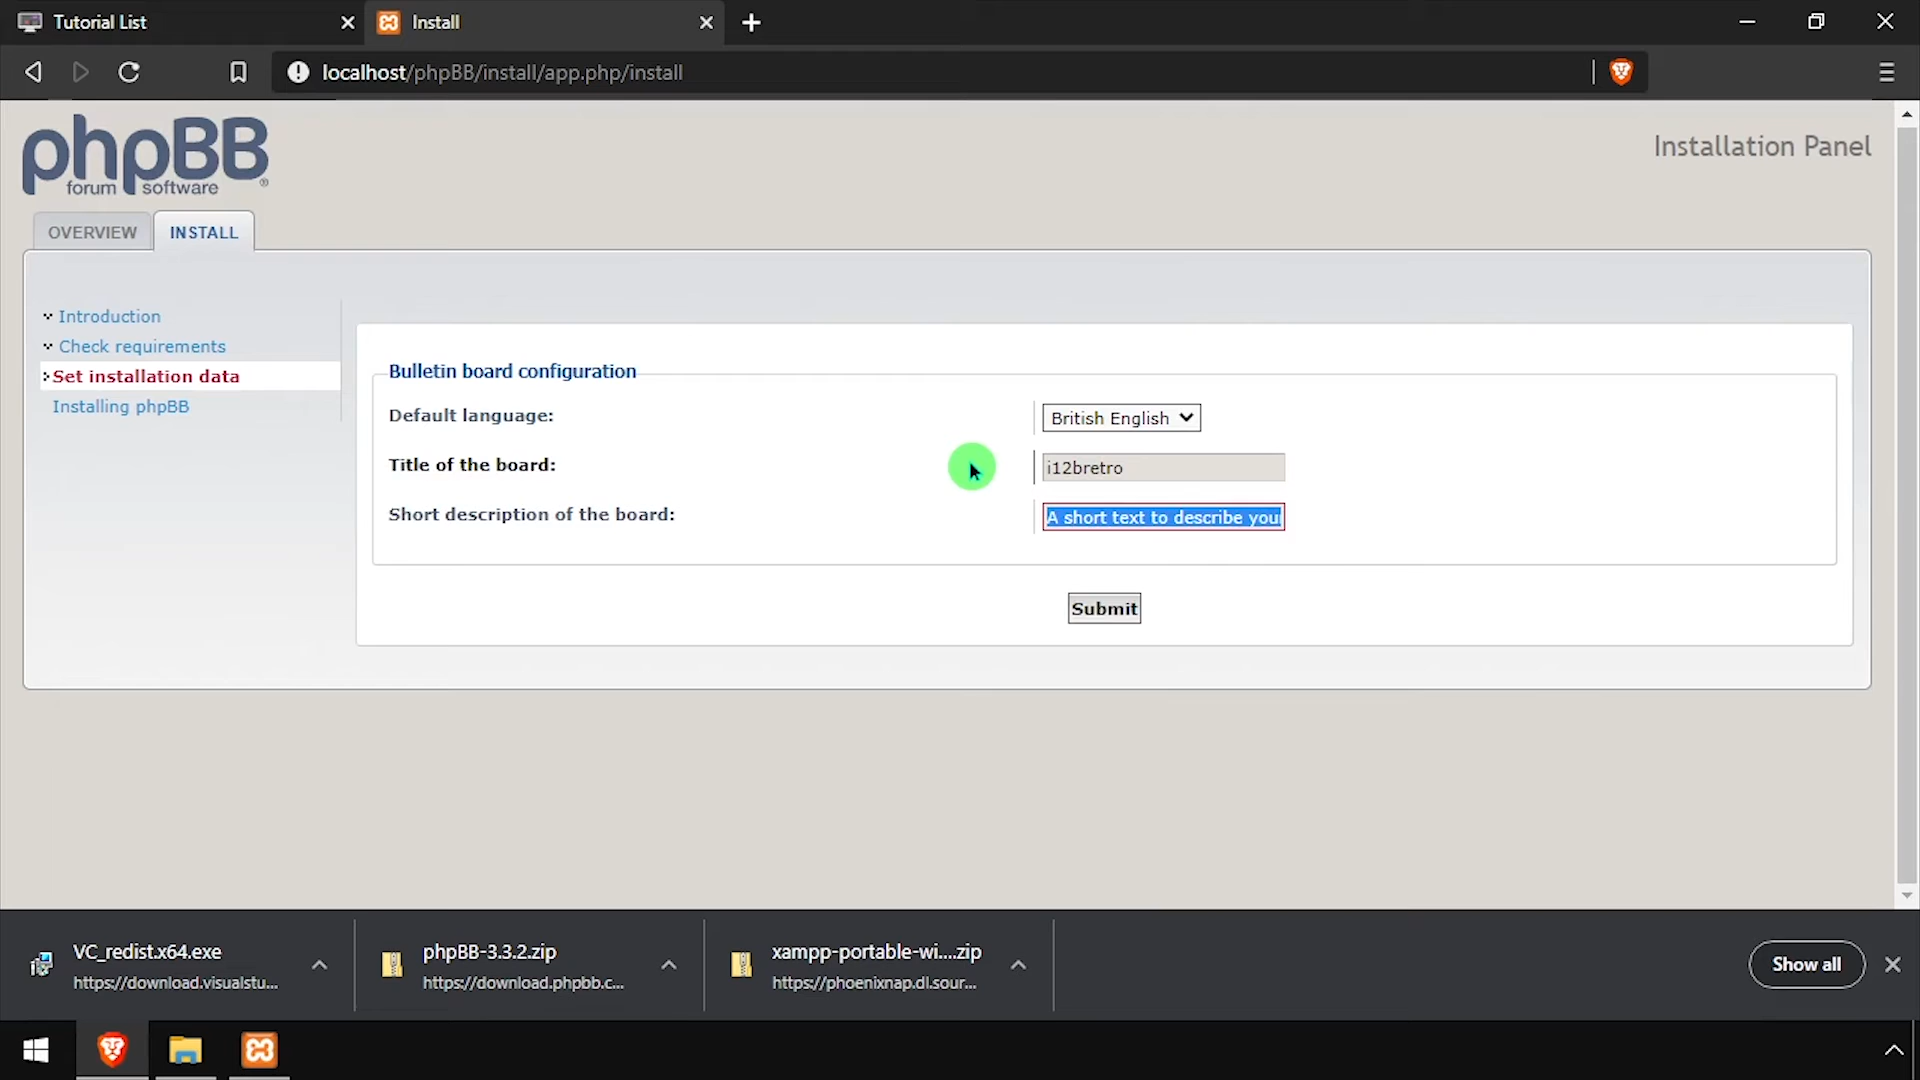 Tutorial List
Install
localhost/phpBB/install/app.php/install
phpBB
forum software
®
Installation Panel
OVERVIEW
INSTALL
Introduction
Check requirements
Set installation data
Installing phpBB
Bulletin board configuration
Default language:
British English
Title of the board:
i12bretro
Short description of the board:
A short text to describe your
Submit
VC_redist.x64.exe
https://download.visualstu...
phpBB-3.3.2.zip
https://download.phpbb.c...
xampp-portable-wi....zip
https://phoenixnap.dl.sour...
Show all